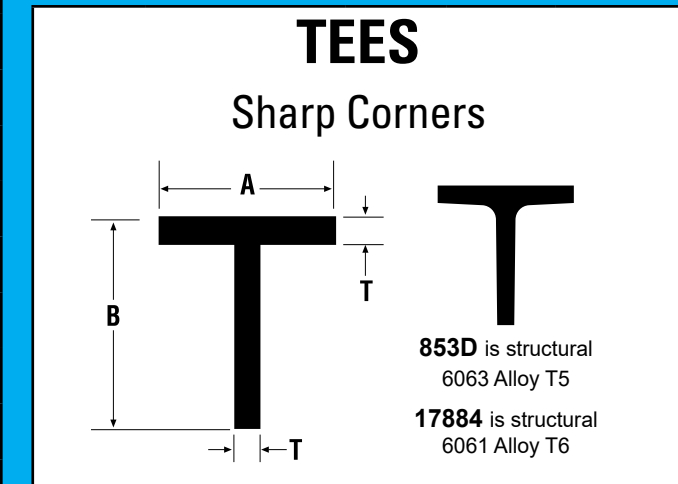 TEES
Sharp Corners
A
T
B
T
853D is structural
6063 Alloy T5
17884 is structural
6061 Alloy T6